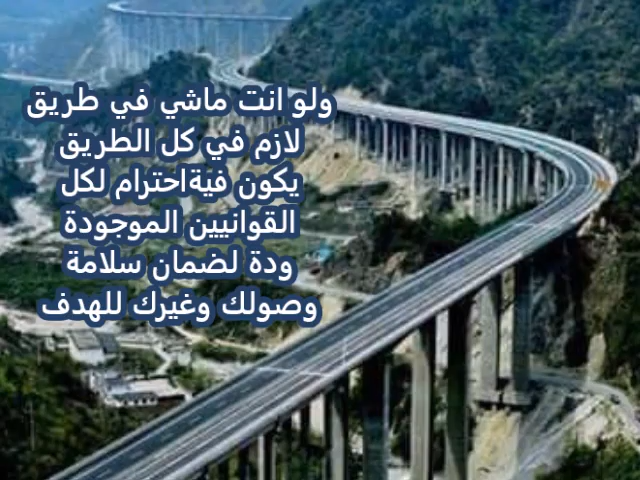 ولو انت ماشي في طريق
لازم في كل الطريق
يكون فيةاحترام لكل
القوانيين الموجودة
ودة لضمان سلامة
وصولك وغيرك للهدف